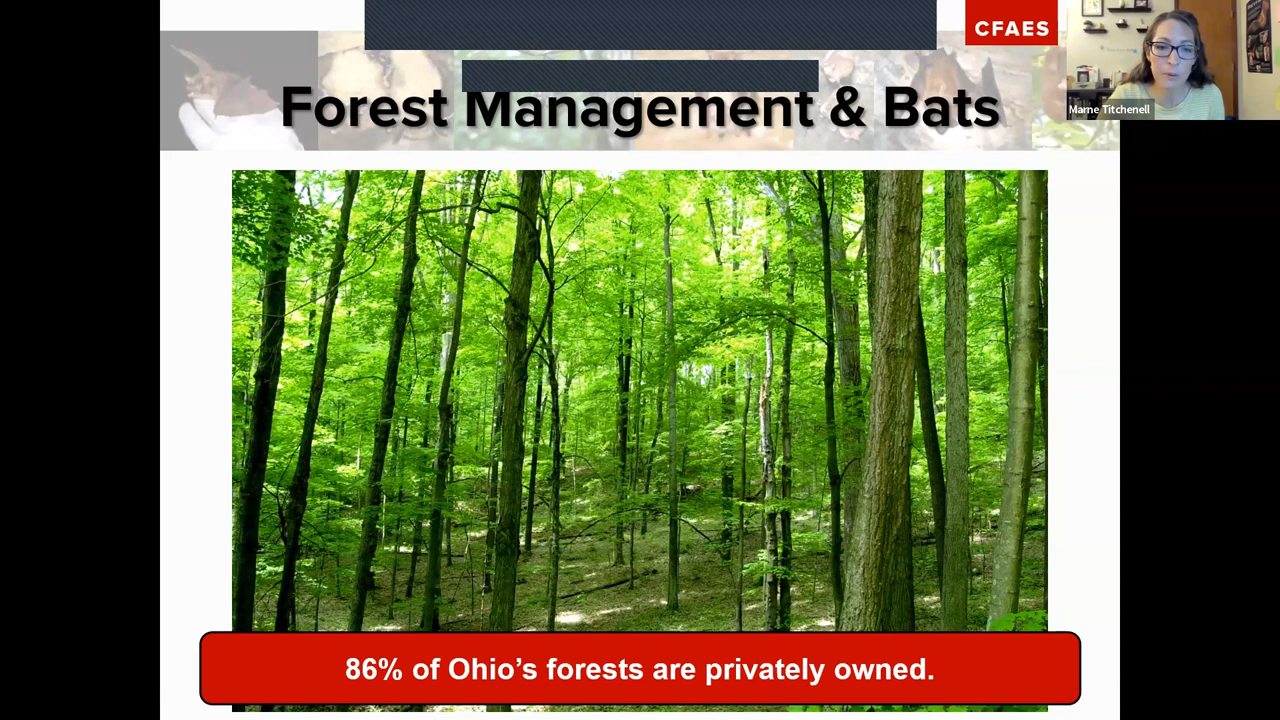 CFAES
Forest Management & Bats
Marne Titchenell
86% of Ohio’s forests are privately owned.